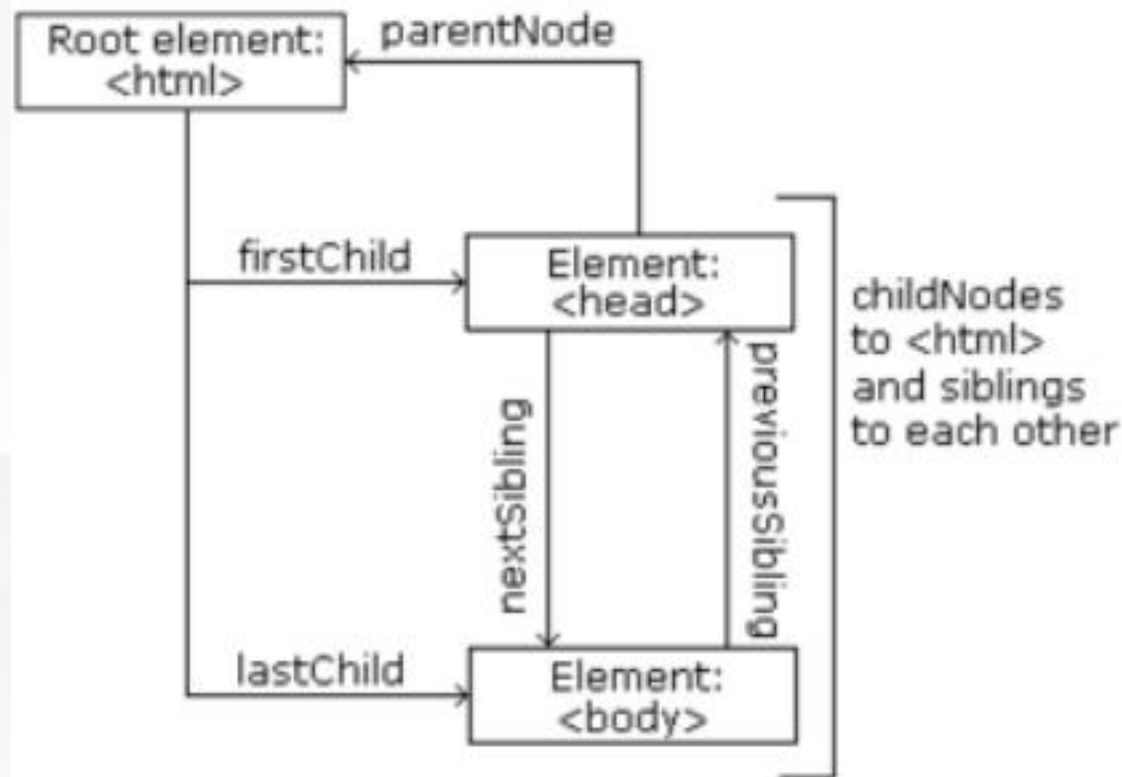 Root element:
<html>
parentNode
firstChild
Element:
<head>
childNodes
to <html>
and siblings
to each other
nextSibling
previousSibling
lastChild
Element:
<body>